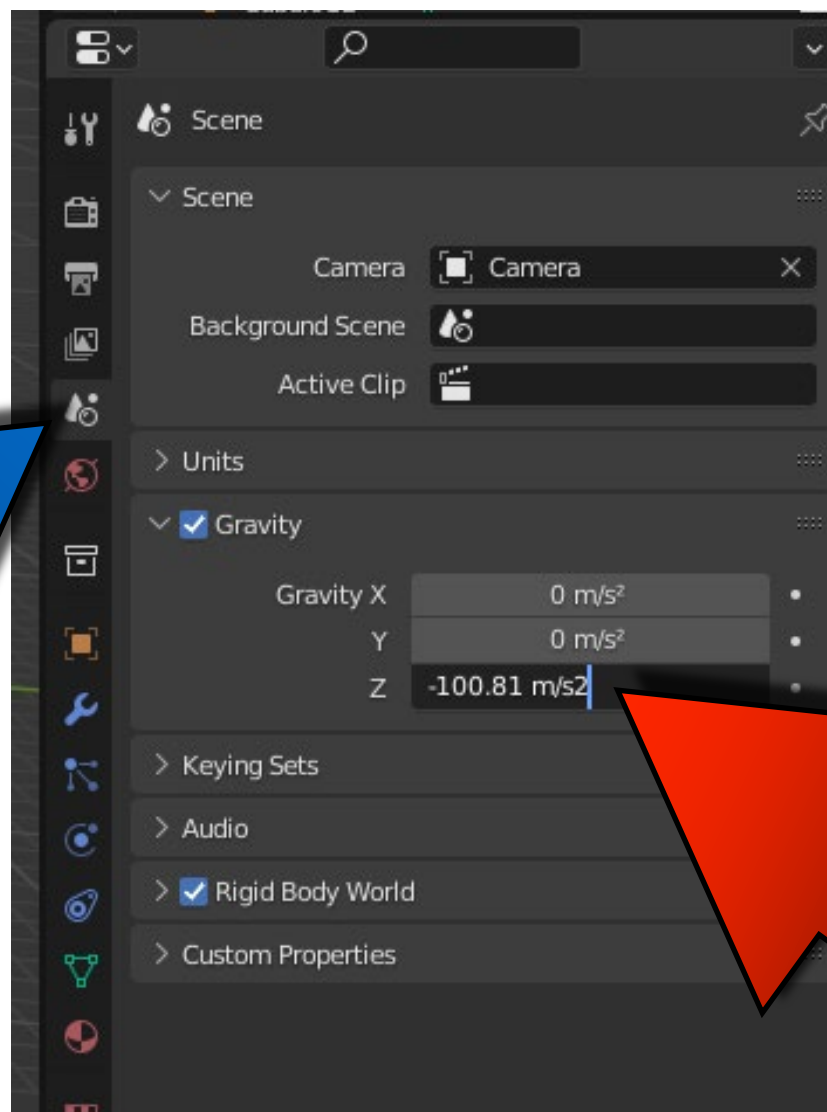 Scene
Scene
Camera Camera
Background Scene
Active Clip
Units
Gravity
Gravity X 0 m/s²
Y 0 m/s²
Z -100.81 m/s2
Keying Sets
Audio
Rigid Body World
Custom Properties